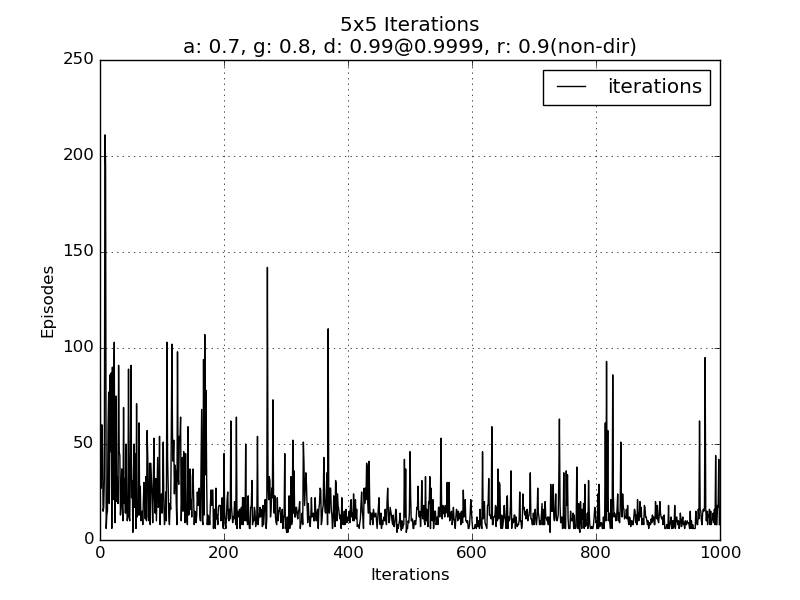 5x5 Iterations
a: 0.7, g: 0.8, d: 0.99@0.9999, r: 0.9(non-dir)
iterations
250
200
150
100
50
0
Episodes
0 200 400 600 800 1000
Iterations